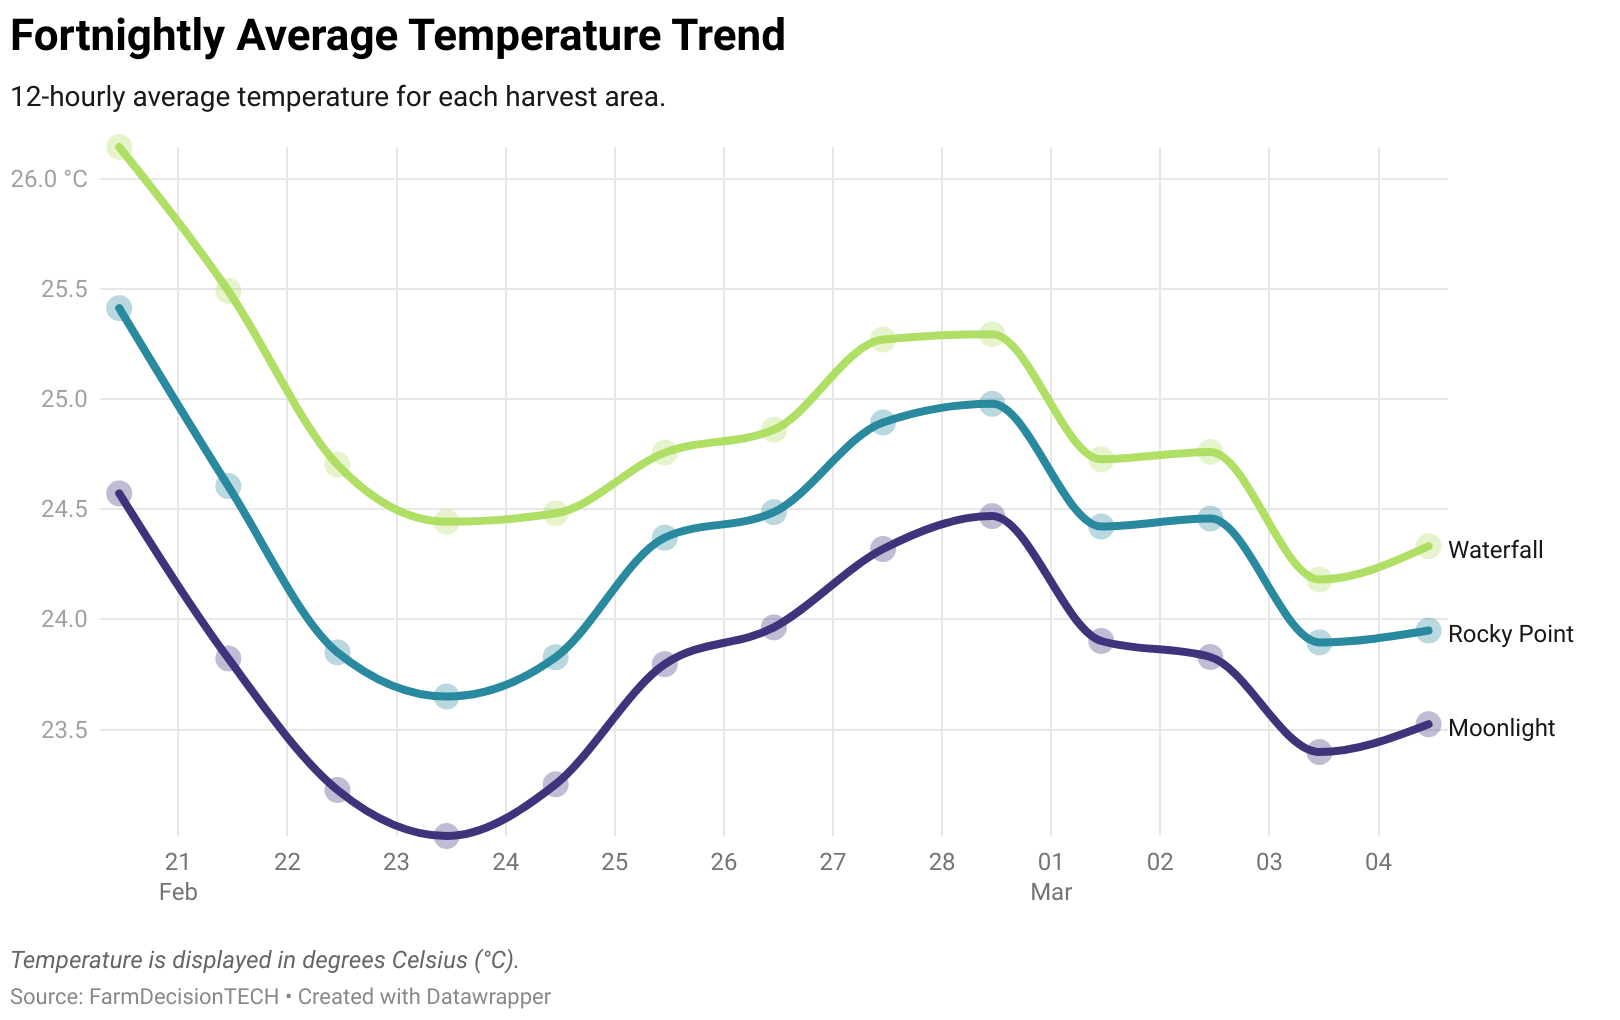 Fortnightly Average Temperature Trend
12-hourly average temperature for each harvest area.
26.0 °C
25.5
25.0
24.5
24.0
23.5
Waterfall
Rocky Point
Moonlight
21 22 23 24 25 26 27 28 01 02 03 04
Feb Mar
Temperature is displayed in degrees Celsius (°C).
Source: FarmDecisionTECH • Created with Datawrapper